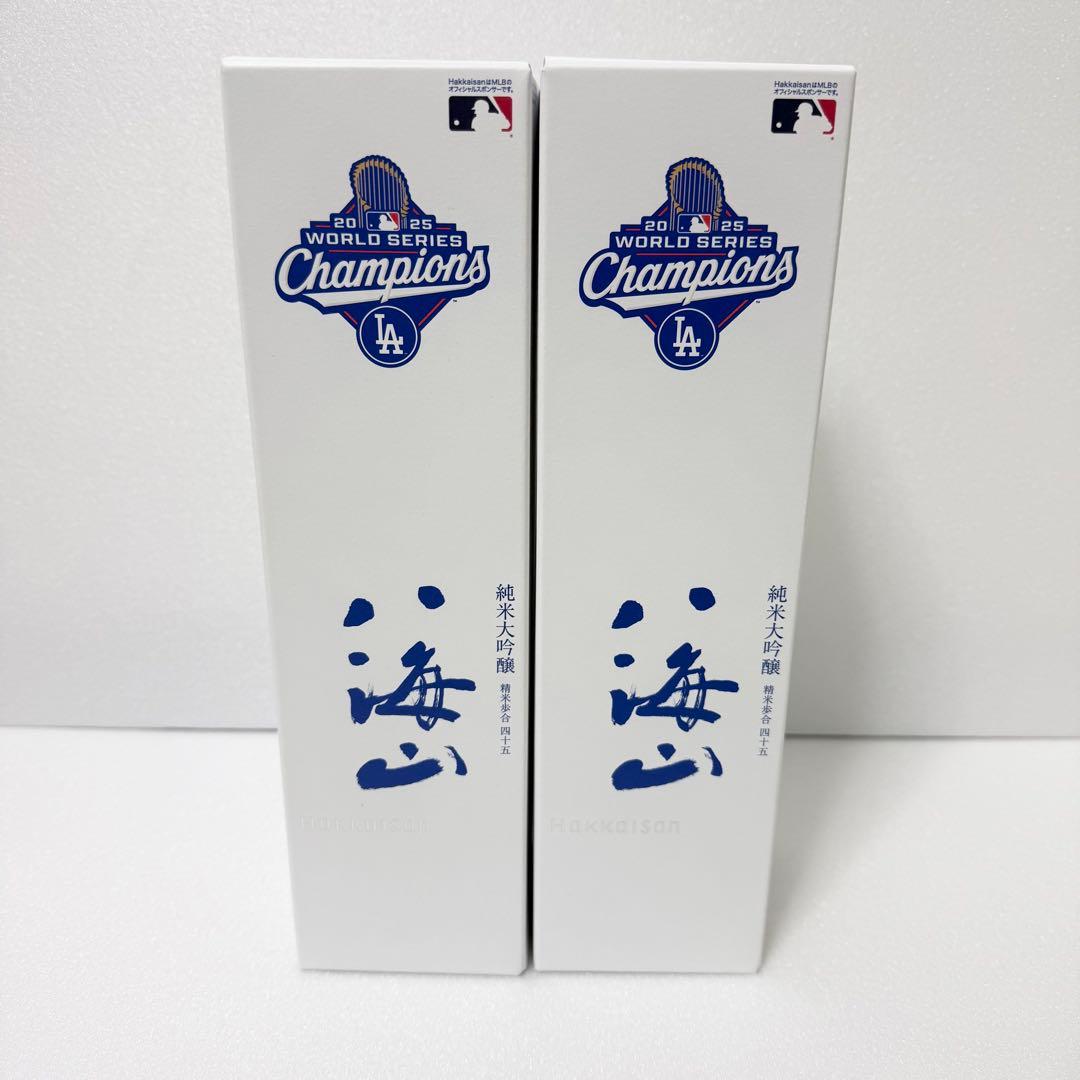 HakkaisanはMLBの
オフィシャルスポンサーです。
2025
WORLD SERIES
Champions
TM
LA
純米大吟醸 精米歩合 四十五
八海山
Hakkaisan
HakkaisanはMLBの
オフィシャルスポンサーです。
2025
WORLD SERIES
Champions
TM
LA
純米大吟醸 精米歩合 四十五
八海山
Hakkaisan